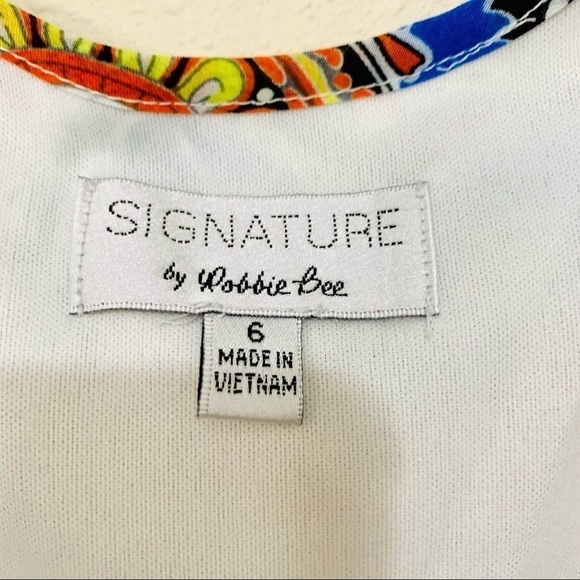 SIGNATURE
by Robbie Bee
6
MADE IN
VIETNAM